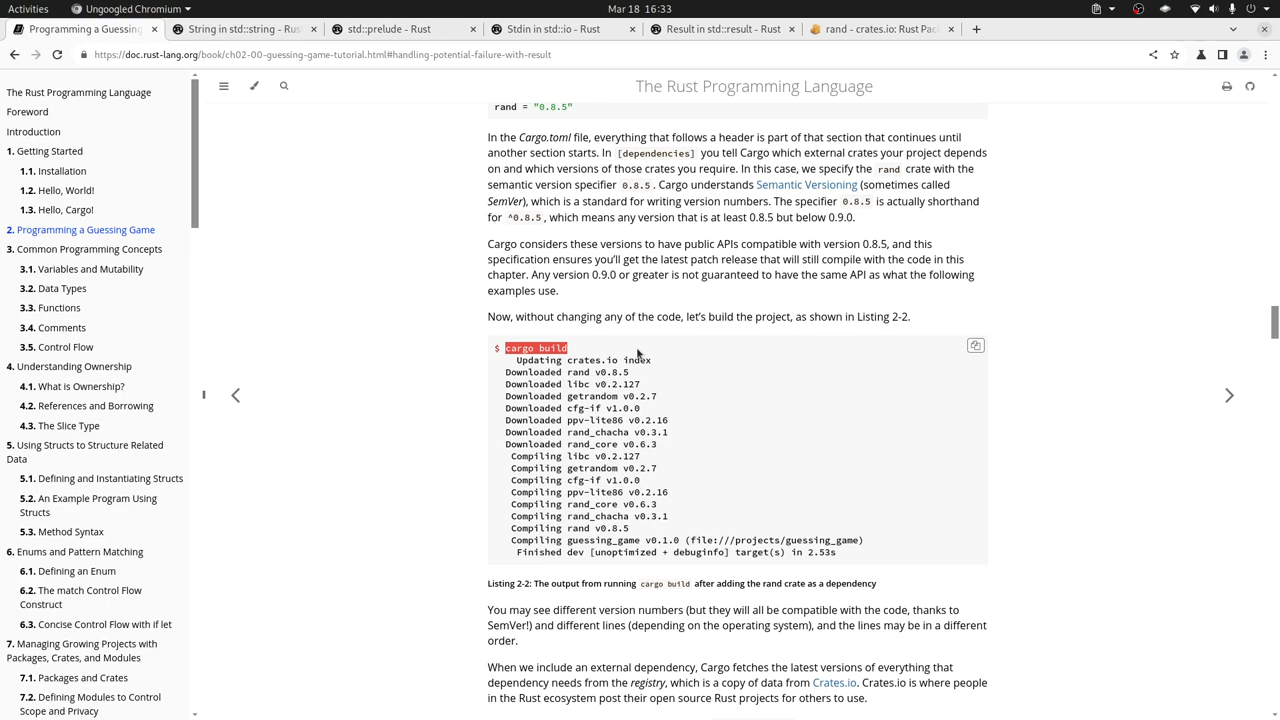 Activities
Ungoogled Chromium
Mar 18 16:33
Programming a Guessing
String in std::string - Rust
std::prelude - Rust
Stdin in std::io - Rust
Result in std::result - Rust
rand - crates.io: Rust Pac
https://doc.rust-lang.org/book/ch02-00-guessing-game-tutorial.html#handling-potential-failure-with-result
The Rust Programming Language
Foreword
Introduction
1. Getting Started
1.1. Installation
1.2. Hello, World!
1.3. Hello, Cargo!
2. Programming a Guessing Game
3. Common Programming Concepts
3.1. Variables and Mutability
3.2. Data Types
3.3. Functions
3.4. Comments
3.5. Control Flow
4. Understanding Ownership
4.1. What is Ownership?
4.2. References and Borrowing
4.3. The Slice Type
5. Using Structs to Structure Related
Data
5.1. Defining and Instantiating Structs
5.2. An Example Program Using
Structs
5.3. Method Syntax
6. Enums and Pattern Matching
6.1. Defining an Enum
6.2. The match Control Flow
Construct
6.3. Concise Control Flow with if let
7. Managing Growing Projects with
Packages, Crates, and Modules
7.1. Packages and Crates
7.2. Defining Modules to Control
Scope and Privacy
The Rust Programming Language
rand = "0.8.5"
In the Cargo.toml file, everything that follows a header is part of that section that continues until
another section starts. In [dependencies] you tell Cargo which external crates your project depends
on and which versions of those crates you require. In this case, we specify the rand crate with the
semantic version specifier 0.8.5. Cargo understands Semantic Versioning (sometimes called
SemVer), which is a standard for writing version numbers. The specifier 0.8.5 is actually shorthand
for ^0.8.5, which means any version that is at least 0.8.5 but below 0.9.0.
Cargo considers these versions to have public APIs compatible with version 0.8.5, and this
specification ensures you'll get the latest patch release that will still compile with the code in this
chapter. Any version 0.9.0 or greater is not guaranteed to have the same API as what the following
examples use.
Now, without changing any of the code, let's build the project, as shown in Listing 2-2.
$ cargo build
Updating crates.io index
Downloaded rand v0.8.5
Downloaded libc v0.2.127
Downloaded getrandom v0.2.7
Downloaded cfg-if v1.0.0
Downloaded ppv-lite86 v0.2.16
Downloaded rand_chacha v0.3.1
Downloaded rand_core v0.6.3
Compiling libc v0.2.127
Compiling getrandom v0.2.7
Compiling cfg-if v1.0.0
Compiling ppv-lite86 v0.2.16
Compiling rand_core v0.6.3
Compiling rand_chacha v0.3.1
Compiling rand v0.8.5
Compiling guessing_game v0.1.0 (file:///projects/guessing_game)
Finished dev [unoptimized + debuginfo] target(s) in 2.53s
Listing 2-2: The output from running cargo build after adding the rand crate as a dependency
You may see different version numbers (but they will all be compatible with the code, thanks to
SemVer!) and different lines (depending on the operating system), and the lines may be in a different
order.
When we include an external dependency, Cargo fetches the latest versions of everything that
dependency needs from the registry, which is a copy of data from Crates.io. Crates.io is where people
in the Rust ecosystem post their open source Rust projects for others to use.